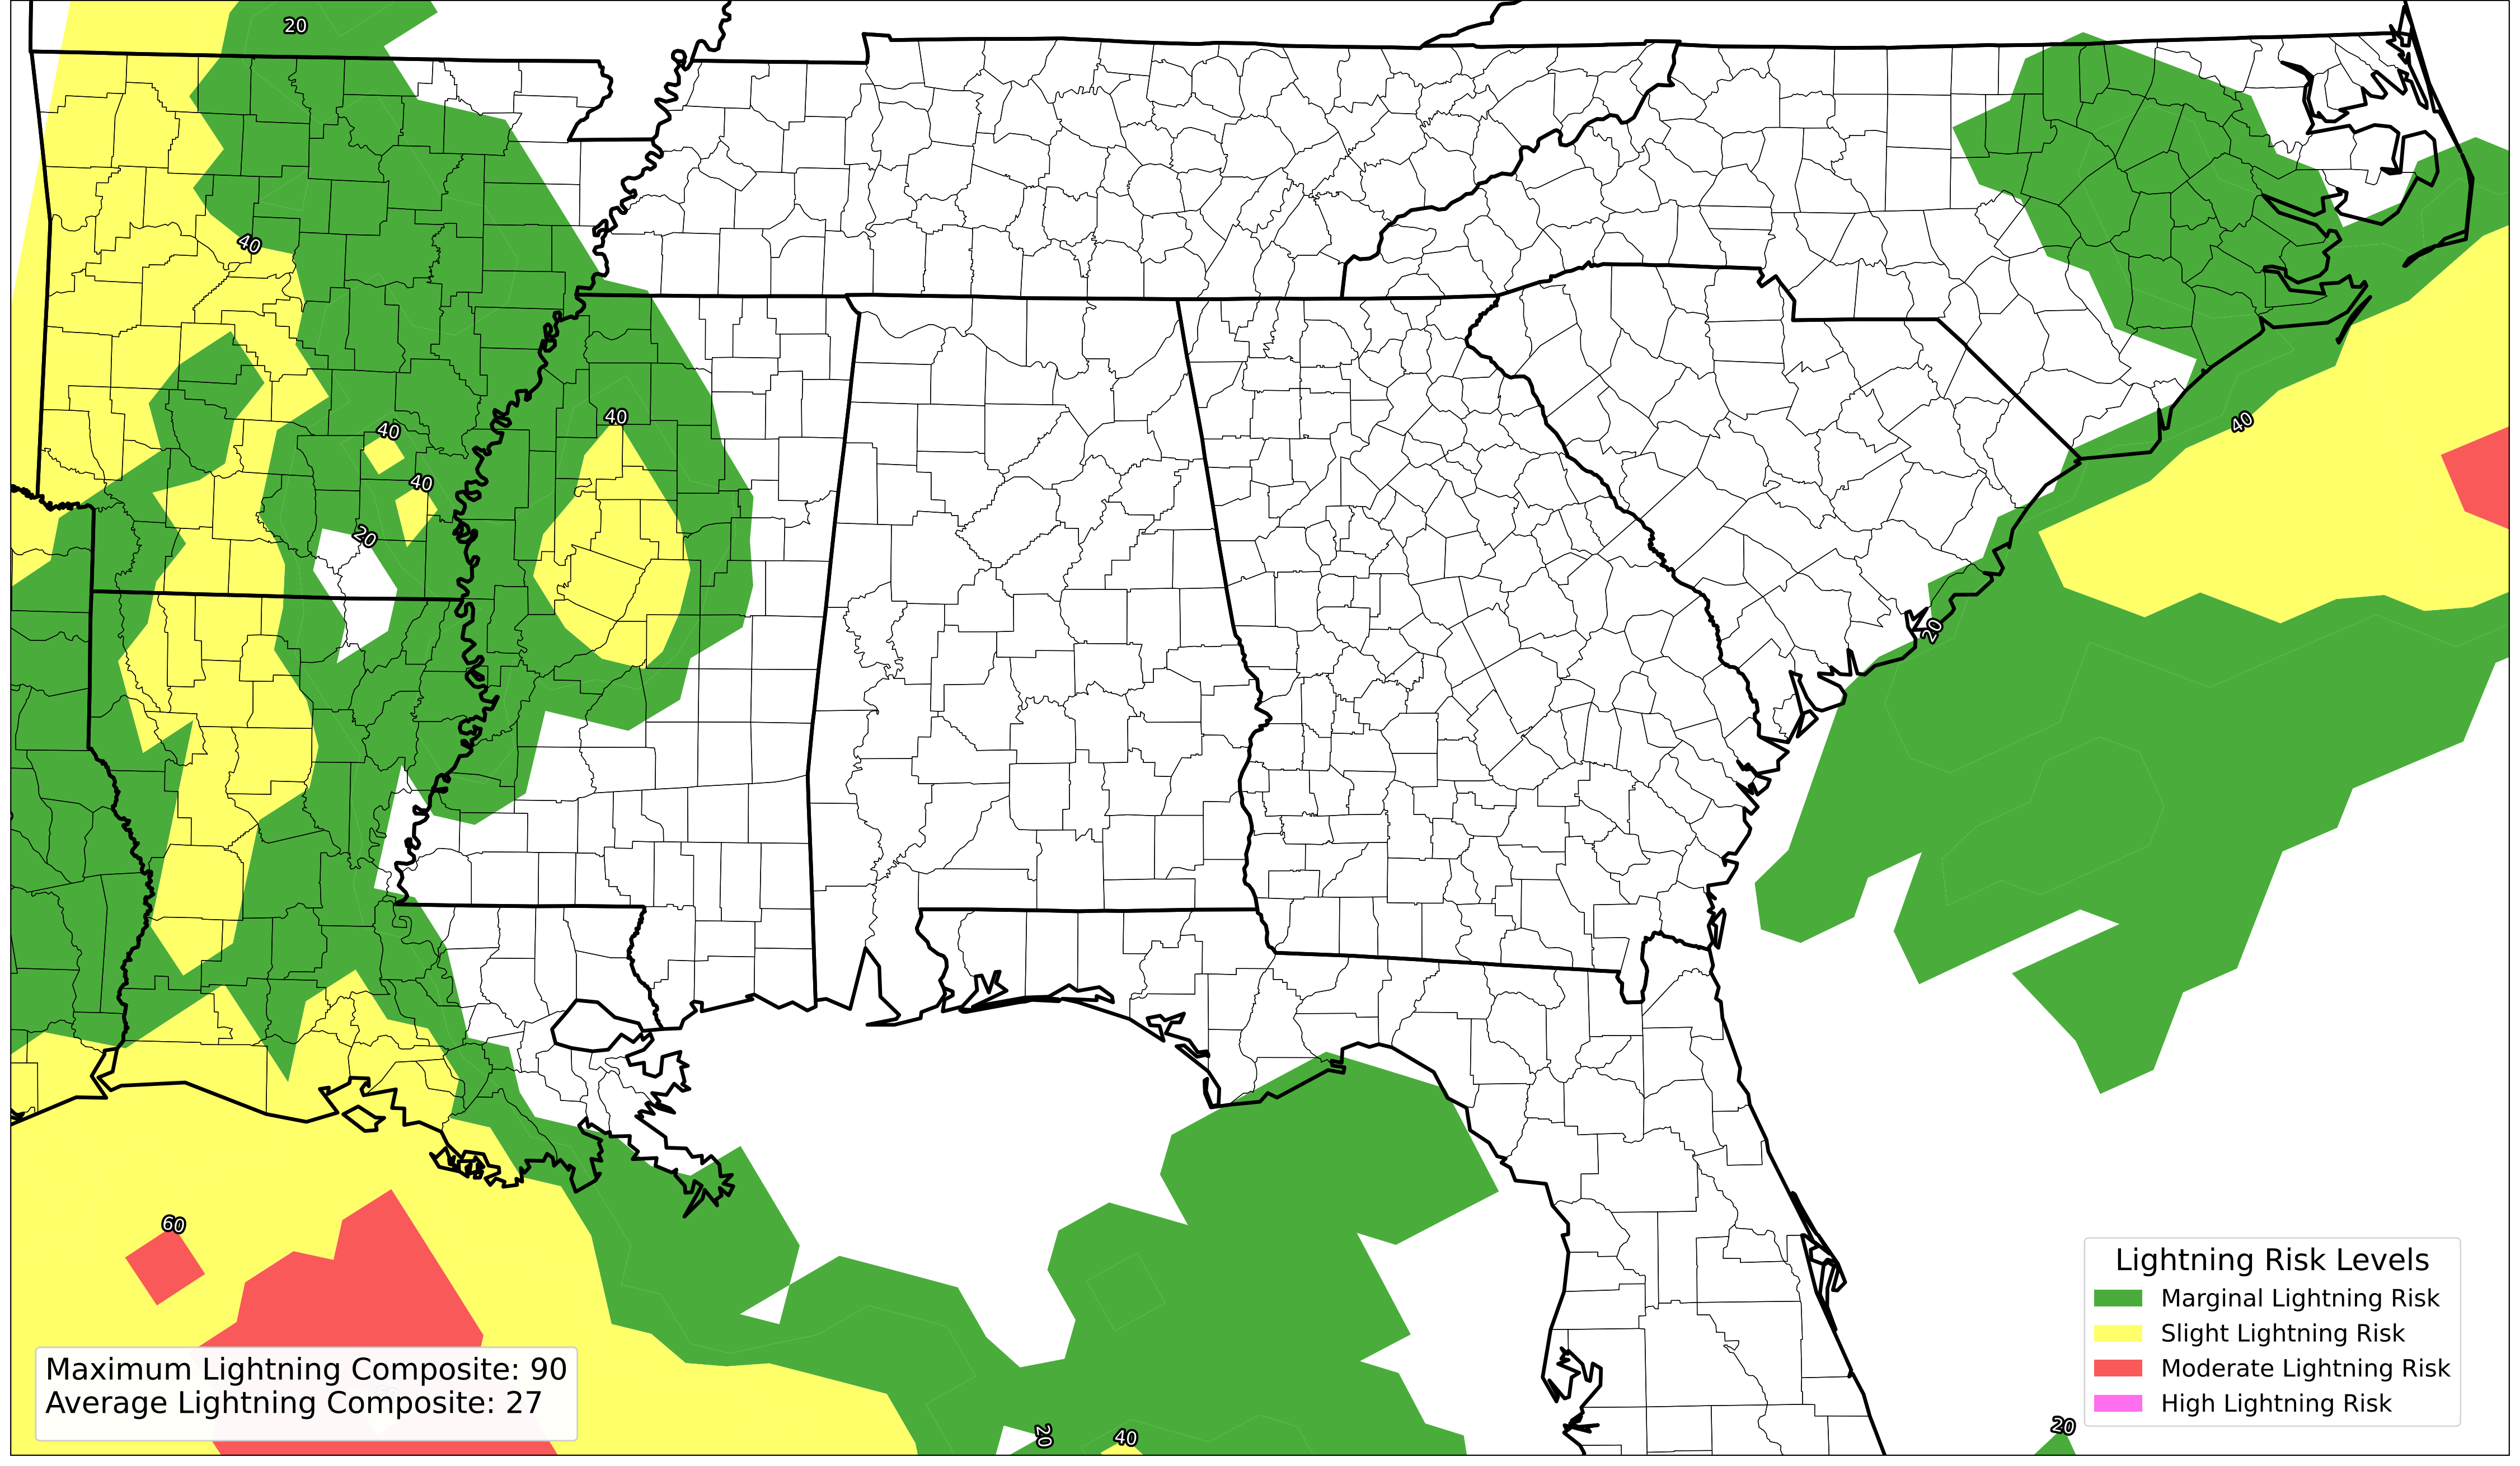 20
40
40
40
40
20
40
20
60
Lightning Risk Levels
Marginal Lightning Risk
Slight Lightning Risk
Moderate Lightning Risk
High Lightning Risk
Maximum Lightning Composite: 90
Average Lightning Composite: 27
20
40
20